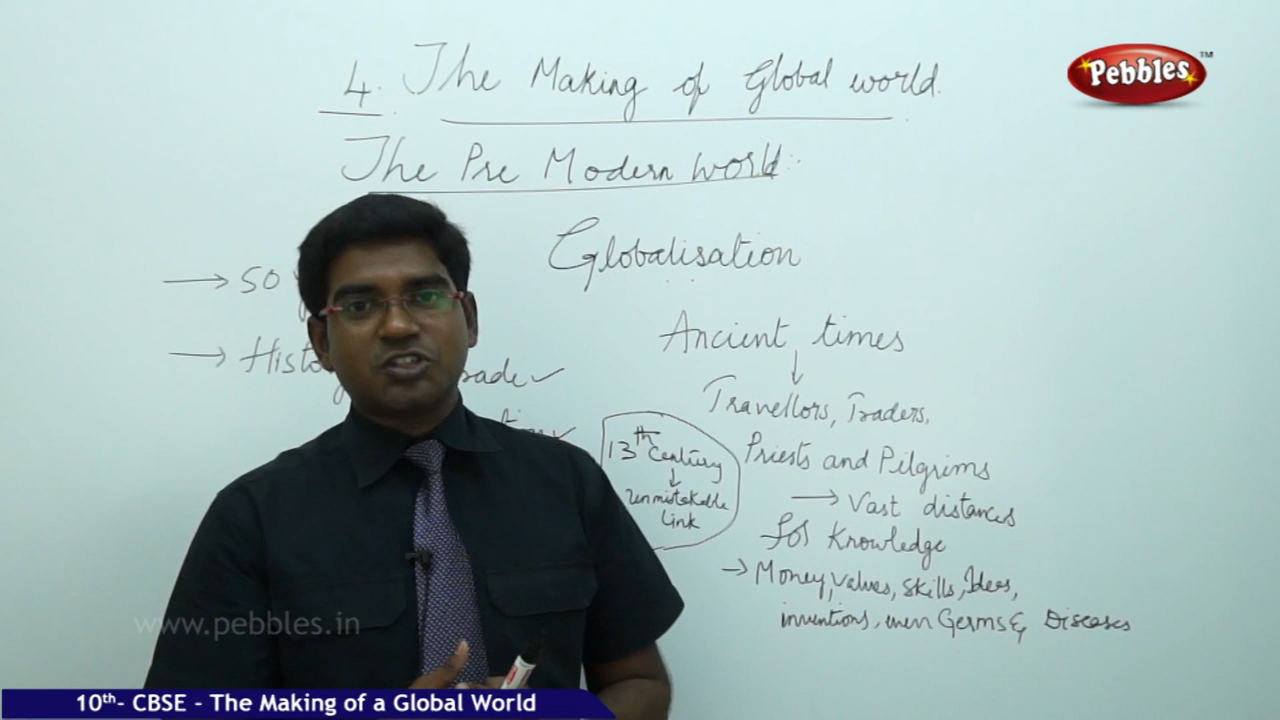 4. The Making of Global world.
The Pre Modern World
Globalisation
→ 50
→ Histo rade ✓
Ancient times
↓
Travellors, Traders,
Priests and Pilgrims
→ Vast distances
for Knowledge
→ Money, values, skills, Ideas,
inventions, even Germs & Diseases
13th Century
↓
Unmistakable
Link
Pebbles™
www.pebbles.in
10th- CBSE - The Making of a Global World